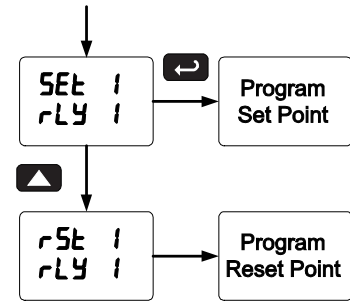 SEt 1
rLY 1
Program
Set Point
rSt 1
rLY 1
Program
Reset Point